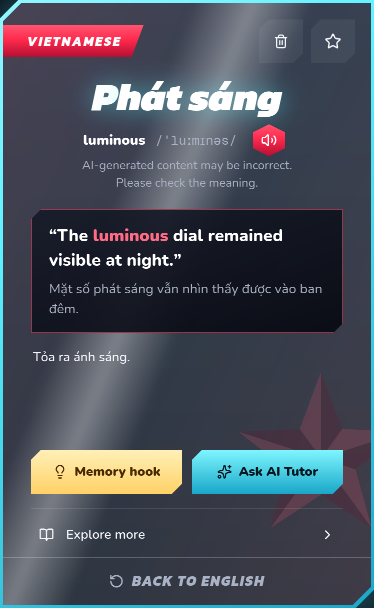 VIETNAMESE
Phát sáng
luminous /ˈluːmɪnəs/
AI-generated content may be incorrect.
Please check the meaning.
“The luminous dial remained
visible at night.”
Mặt số phát sáng vẫn nhìn thấy được vào ban
đêm.
Tỏa ra ánh sáng.
Memory hook
Ask AI Tutor
Explore more
BACK TO ENGLISH